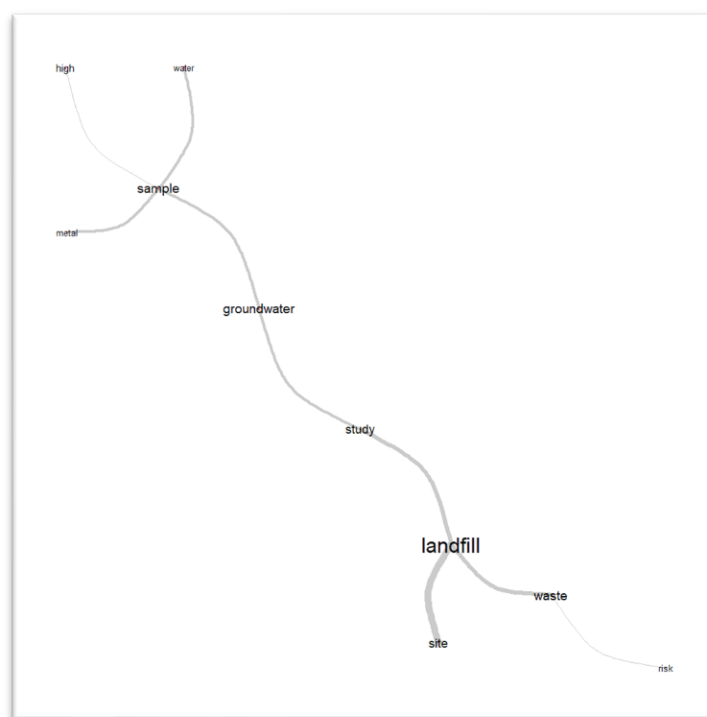 high
water
sample
metal
groundwater
study
landfill
waste
site
risk